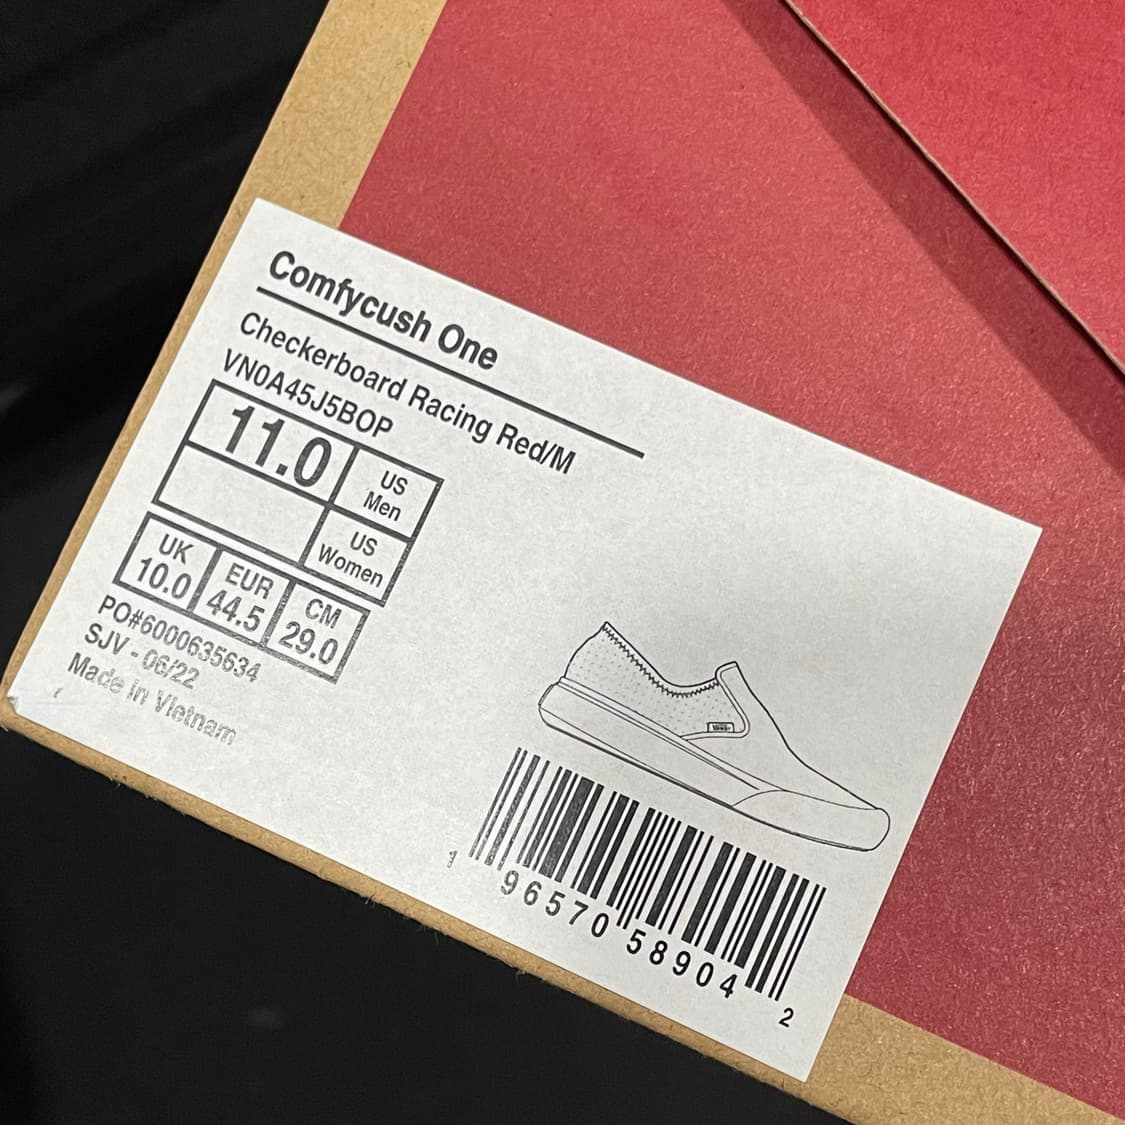 Comfycush One
Checkerboard Racing Red/M
VN0A45J5BOP
11.0 US Men
US Women
UK 10.0 EUR 44.5 CM 29.0
PO#6000635634
SJV - 06/22
Made in Vietnam
1 96570 58904 2